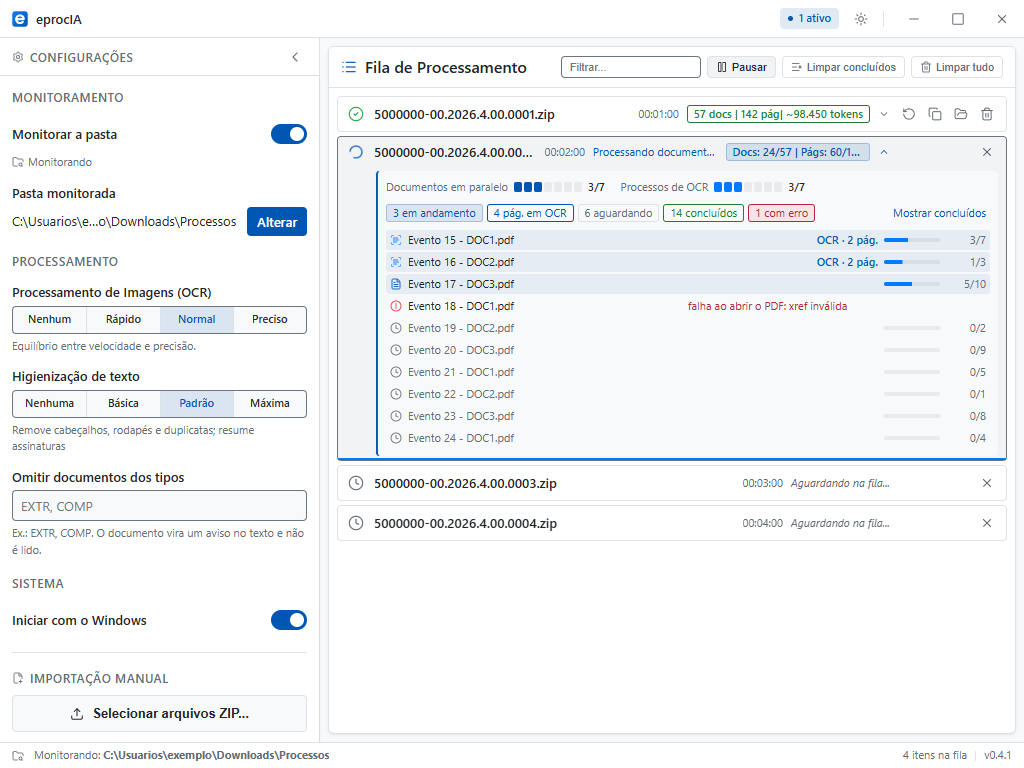 eprocIA
1 ativo
CONFIGURAÇÕES
MONITORAMENTO
Monitorar a pasta
Monitorando
Pasta monitorada
C:\Usuarios\e...o\Downloads\Processos
Alterar
PROCESSAMENTO
Processamento de Imagens (OCR)
Nenhum Rápido Normal Preciso
Equilíbrio entre velocidade e precisão.
Higienização de texto
Nenhuma Básica Padrão Máxima
Remove cabeçalhos, rodapés e duplicatas; resume
assinaturas
Omitir documentos dos tipos
EXTR, COMP
Ex.: EXTR, COMP. O documento vira um aviso no texto e não
é lido.
SISTEMA
Iniciar com o Windows
IMPORTAÇÃO MANUAL
Selecionar arquivos ZIP...
Fila de Processamento
Filtrar...
Pausar
Limpar concluídos
Limpar tudo
5000000-00.2026.4.00.0001.zip 00:01:00 57 docs | 142 pág| ~98.450 tokens
5000000-00.2026.4.00.00... 00:02:00 Processando document... Docs: 24/57 | Págs: 60/1...
Documentos em paralelo 3/7 Processos de OCR 3/7
3 em andamento 4 pág. em OCR 6 aguardando 14 concluídos 1 com erro Mostrar concluídos
Evento 15 - DOC1.pdf OCR · 2 pág. 3/7
Evento 16 - DOC2.pdf OCR · 2 pág. 1/3
Evento 17 - DOC3.pdf 5/10
Evento 18 - DOC1.pdf falha ao abrir o PDF: xref inválida
Evento 19 - DOC2.pdf 0/2
Evento 20 - DOC3.pdf 0/9
Evento 21 - DOC1.pdf 0/5
Evento 22 - DOC2.pdf 0/1
Evento 23 - DOC3.pdf 0/8
Evento 24 - DOC1.pdf 0/4
5000000-00.2026.4.00.0003.zip 00:03:00 Aguardando na fila...
5000000-00.2026.4.00.0004.zip 00:04:00 Aguardando na fila...
Monitorando: C:\Usuarios\exemplo\Downloads\Processos
4 itens na fila v0.4.1